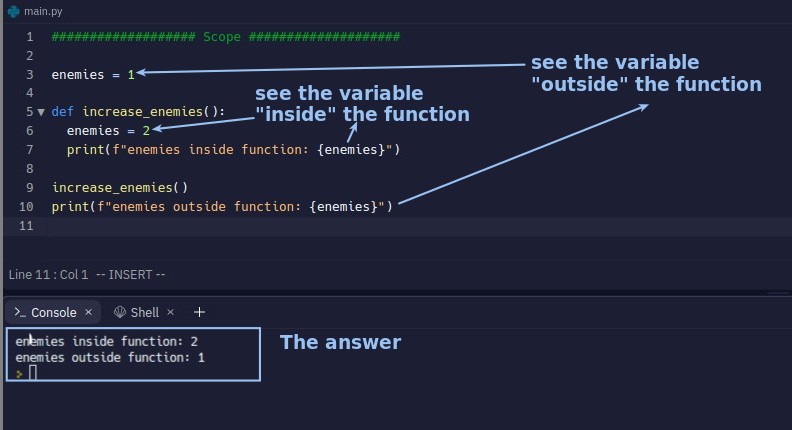 main.py
1 ################### Scope ####################
2
3 enemies = 1
see the variable
"outside" the function
4
see the variable
"inside" the function
5 def increase_enemies():
6 enemies = 2
7 print(f"enemies inside function: {enemies}")
8
9 increase_enemies()
10 print(f"enemies outside function: {enemies}")
11
Line 11 : Col 1 -- INSERT --
>_ Console × Shell × +
enemies inside function: 2
enemies outside function: 1
>
The answer